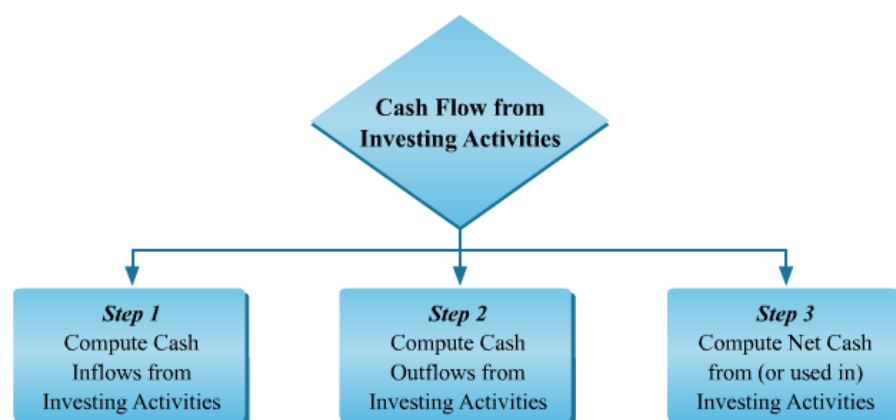 Cash Flow from
Investing Activities
Step 1
Compute Cash
Inflows from
Investing Activities
Step 2
Compute Cash
Outflows from
Investing Activities
Step 3
Compute Net Cash
from (or used in)
Investing Activities